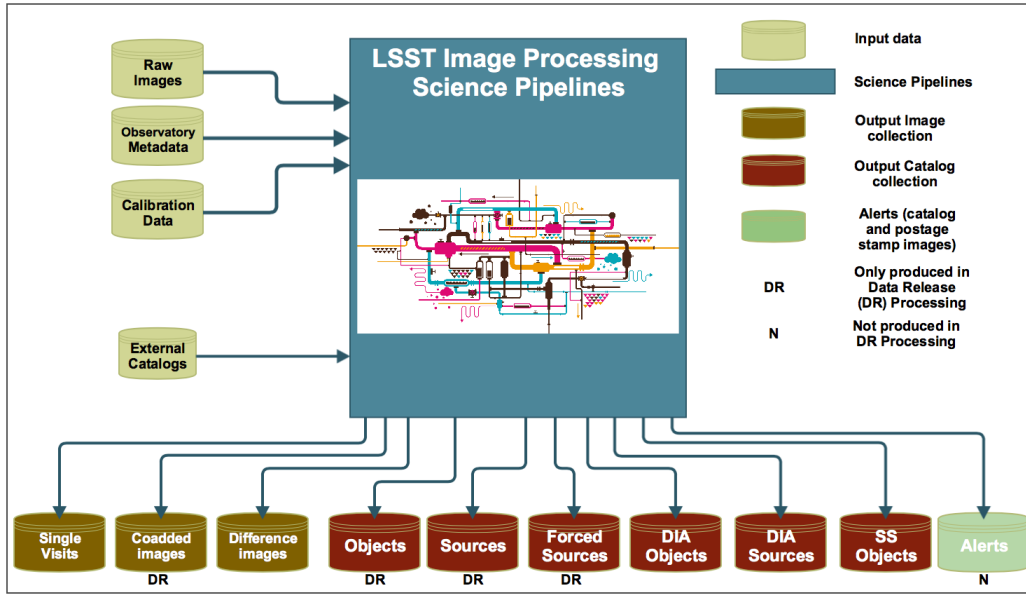 LSST Image Processing
Science Pipelines
Raw
Images
Observatory
Metadata
Calibration
Data
External
Catalogs
Input data
Science Pipelines
Output Image
collection
Output Catalog
collection
Alerts (catalog
and postage
stamp images)
DR
Only produced in
Data Release
(DR) Processing
N
Not produced in
DR Processing
Single
Visits
Coadded
images
DR
Difference
images
Objects
DR
Sources
DR
Forced
Sources
DR
DIA
Objects
DIA
Sources
SS
Objects
Alerts
N